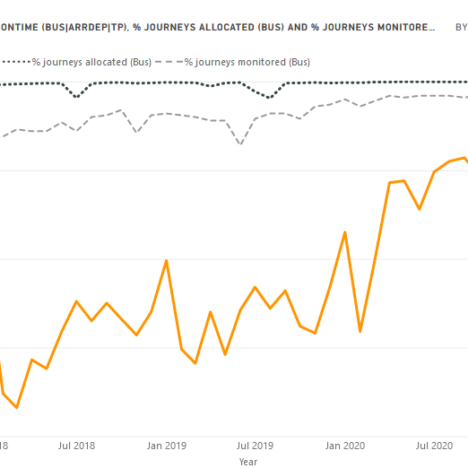 ONTIME (BUS|ARRDEP|TP), % JOURNEYS ALLOCATED (BUS) AND % JOURNEYS MONITORE... BY
% journeys allocated (Bus) % journeys monitored (Bus)
18 Jul 2018 Jan 2019 Jul 2019 Jan 2020 Jul 2020
Year